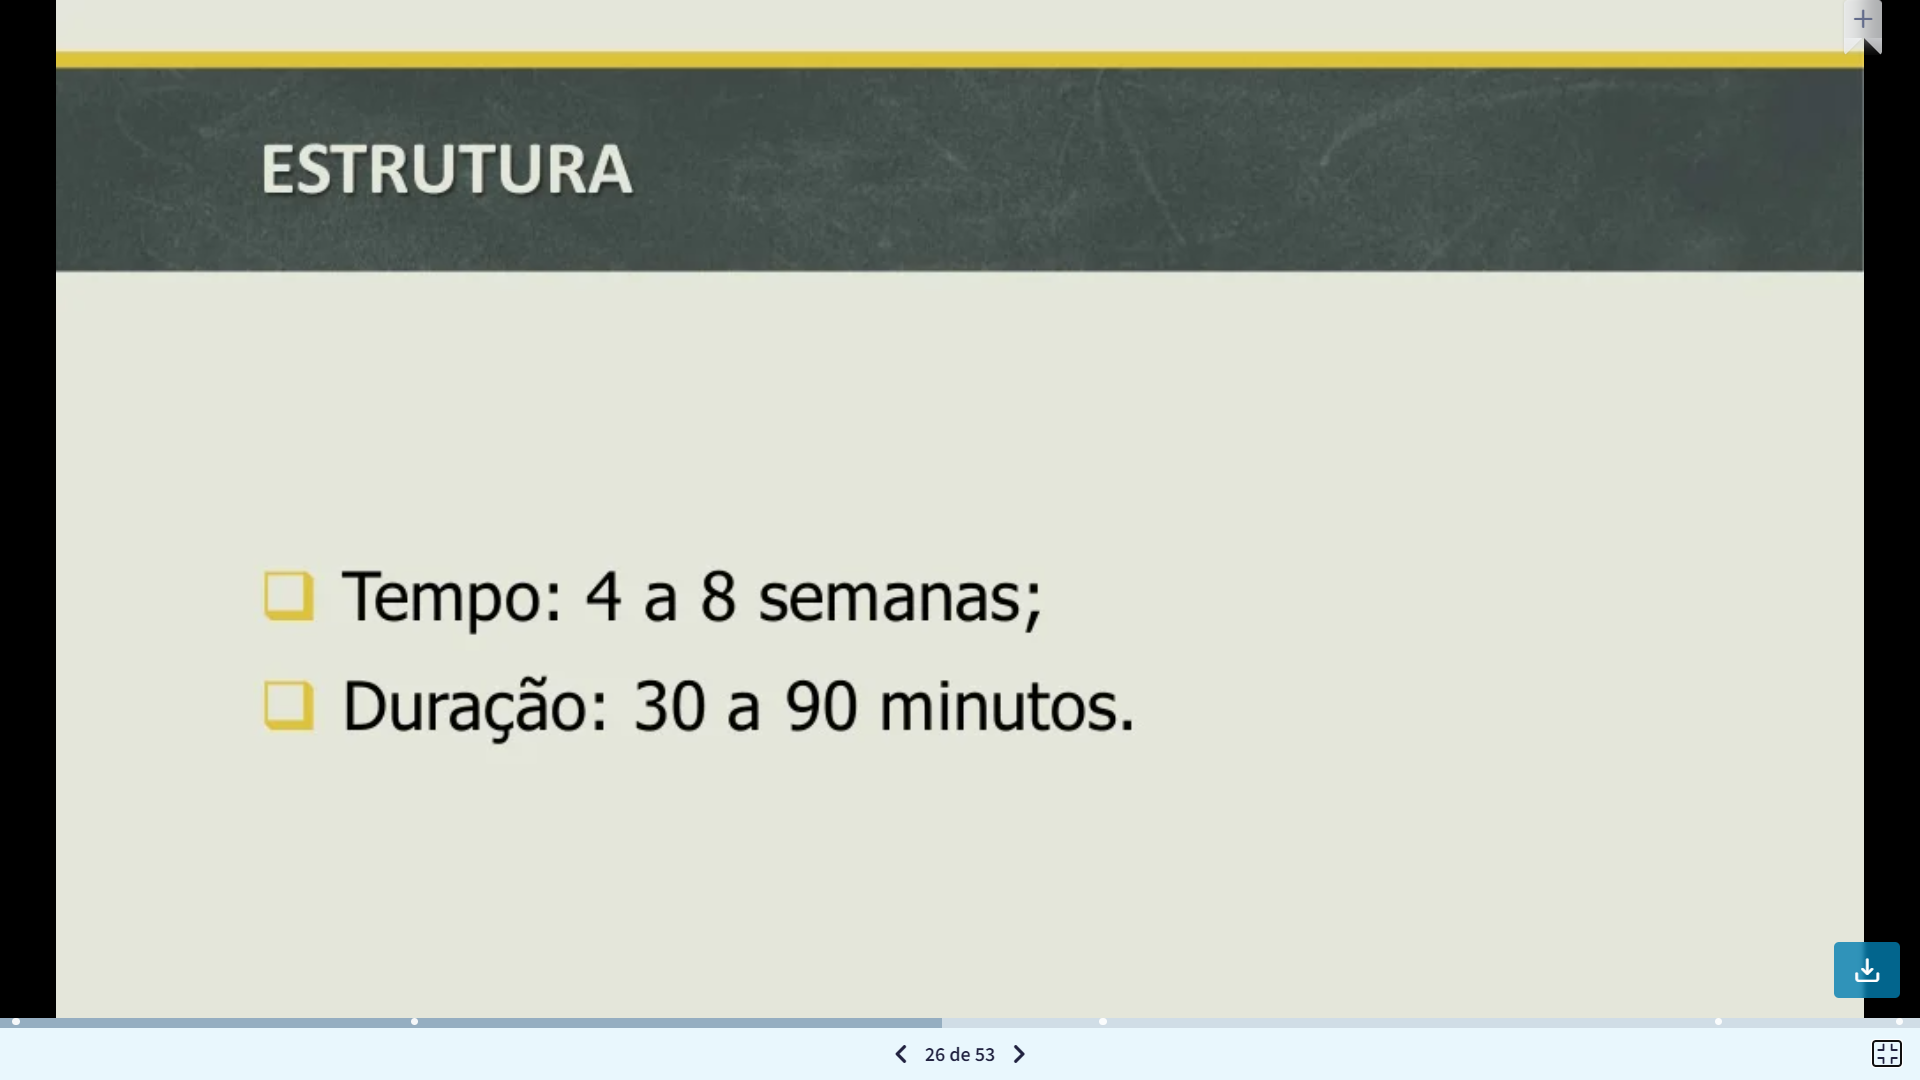 ESTRUTURA
Tempo: 4 a 8 semanas;
Duração: 30 a 90 minutos.
26 de 53